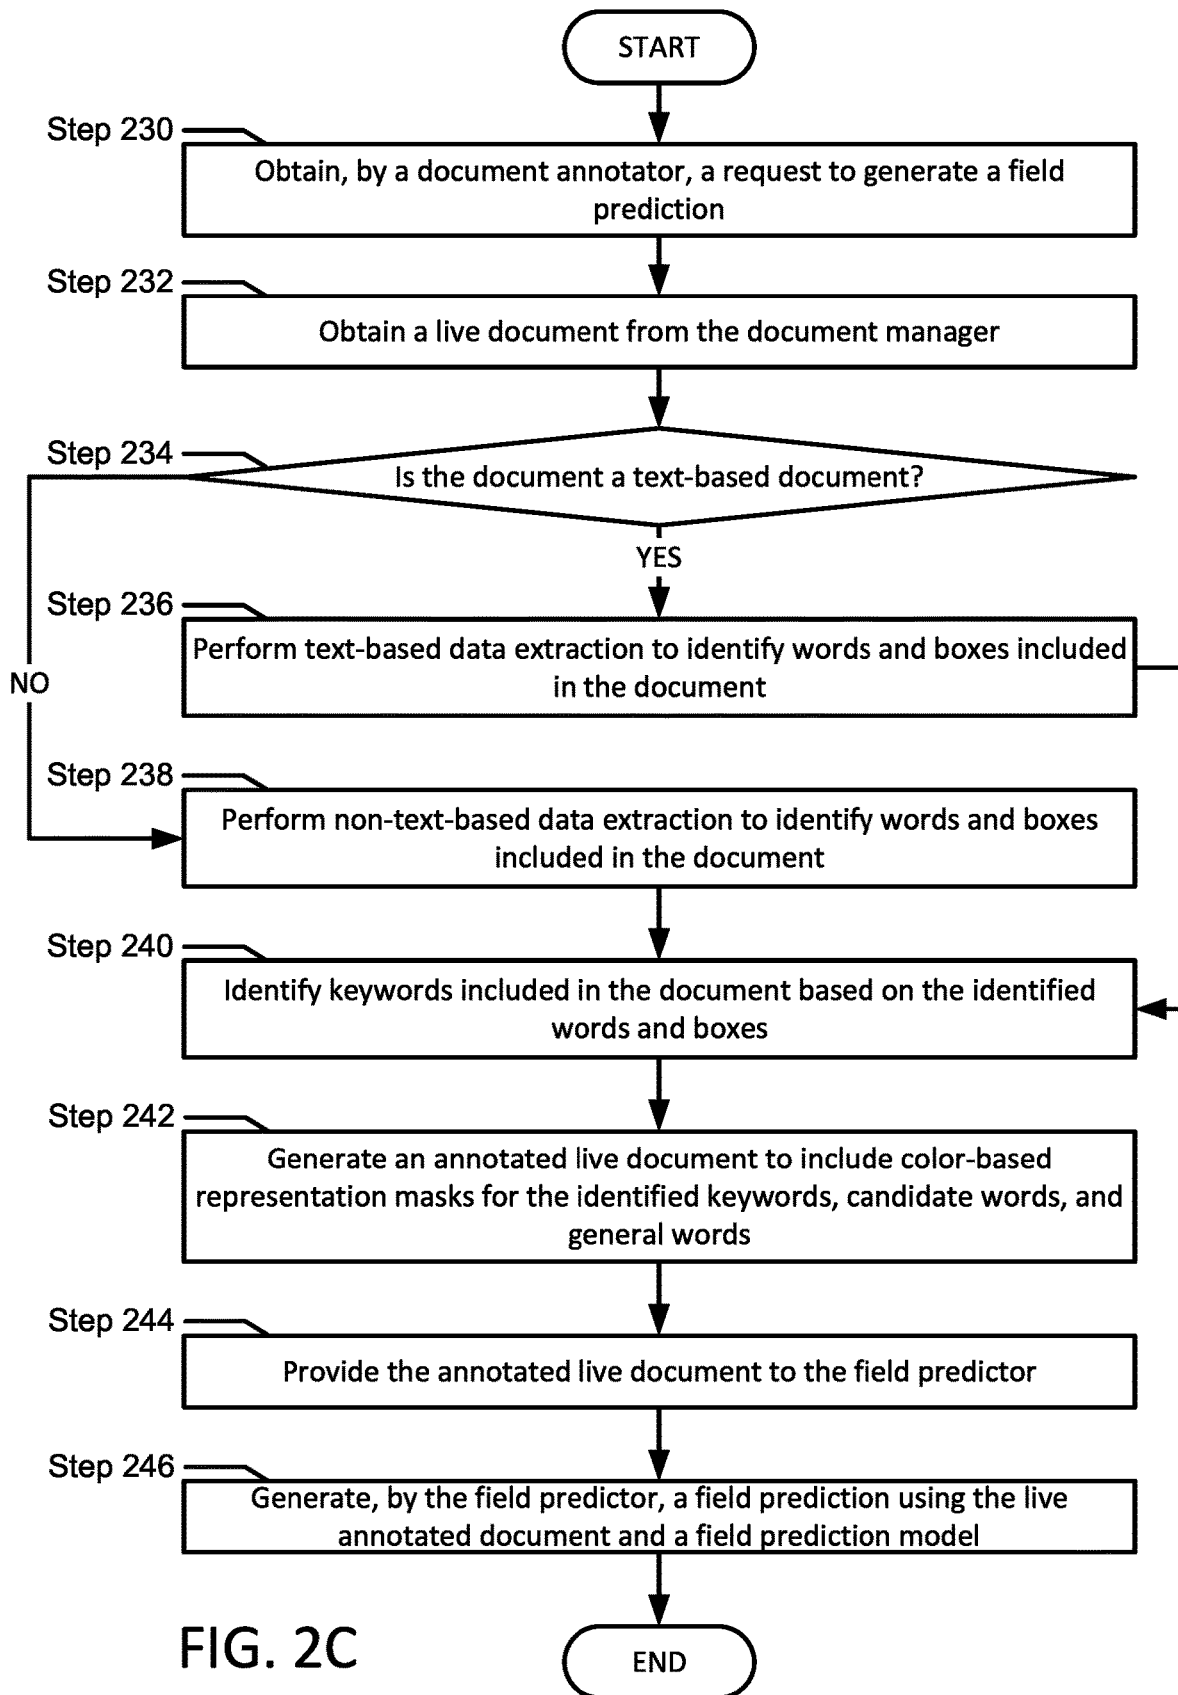 START
Step 230
Obtain, by a document annotator, a request to generate a field
prediction
Step 232
Obtain a live document from the document manager
Step 234
Is the document a text-based document?
YES
NO
Step 236
Perform text-based data extraction to identify words and boxes included
in the document
Step 238
Perform non-text-based data extraction to identify words and boxes
included in the document
Step 240
Identify keywords included in the document based on the identified
words and boxes
Step 242
Generate an annotated live document to include color-based
representation masks for the identified keywords, candidate words, and
general words
Step 244
Provide the annotated live document to the field predictor
Step 246
Generate, by the field predictor, a field prediction using the live
annotated document and a field prediction model
END
FIG. 2C